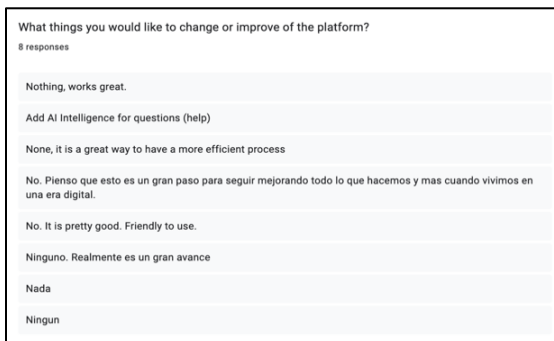 What things you would like to change or improve of the platform?
8 responses
Nothing, works great.
Add AI Intelligence for questions (help)
None, it is a great way to have a more efficient process
No. Pienso que esto es un gran paso para seguir mejorando todo lo que hacemos y mas cuando vivimos en
una era digital.
No. It is pretty good. Friendly to use.
Ninguno. Realmente es un gran avance
Nada
Ningun